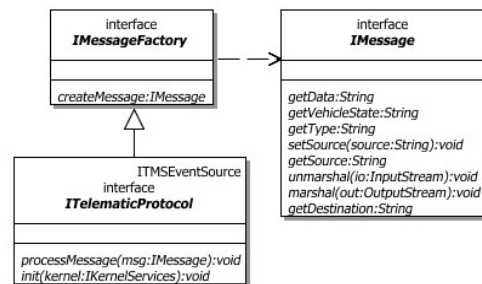 interface
IMessageFactory
createMessage:IMessage
interface
IMessage
getData:String
getVehicleState:String
getType:String
setSource(source:String):void
getSource:String
unmarshal(io:InputStream):void
marshal(out:OutputStream):void
getDestination:String
ITMSEventSource
interface
ITelematicProtocol
processMessage(msg:IMessage):void
init(kernel:IKernelServices):void